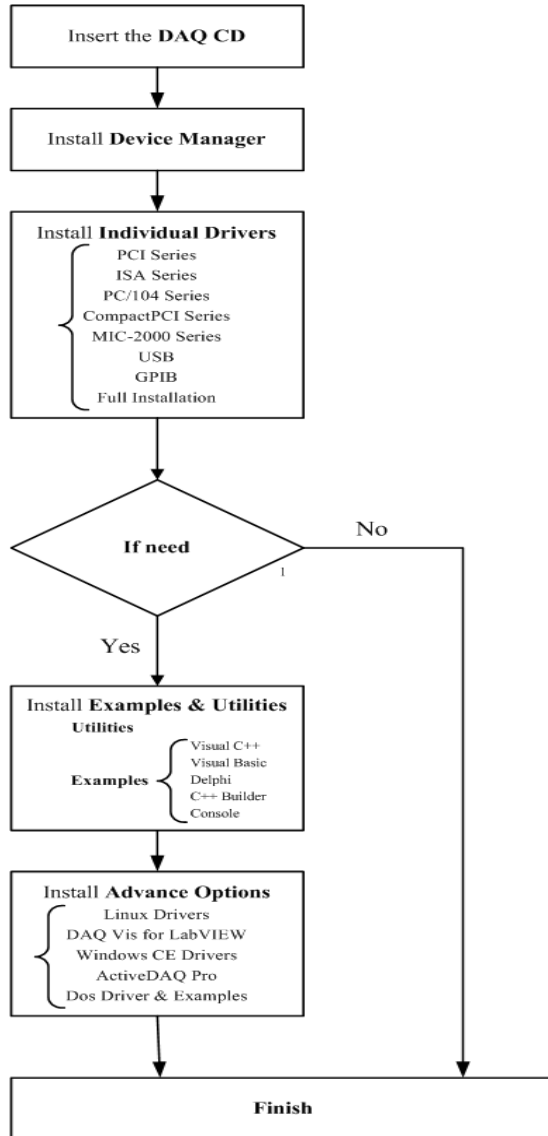 Insert the DAQ CD
Install Device Manager
Install Individual Drivers
PCI Series
ISA Series
PC/104 Series
CompactPCI Series
MIC-2000 Series
USB
GPIB
Full Installation
If need
1
No
Yes
Install Examples & Utilities
Utilities
Examples
Visual C++
Visual Basic
Delphi
C++ Builder
Console
Install Advance Options
Linux Drivers
DAQ Vis for LabVIEW
Windows CE Drivers
ActiveDAQ Pro
Dos Driver & Examples
Finish